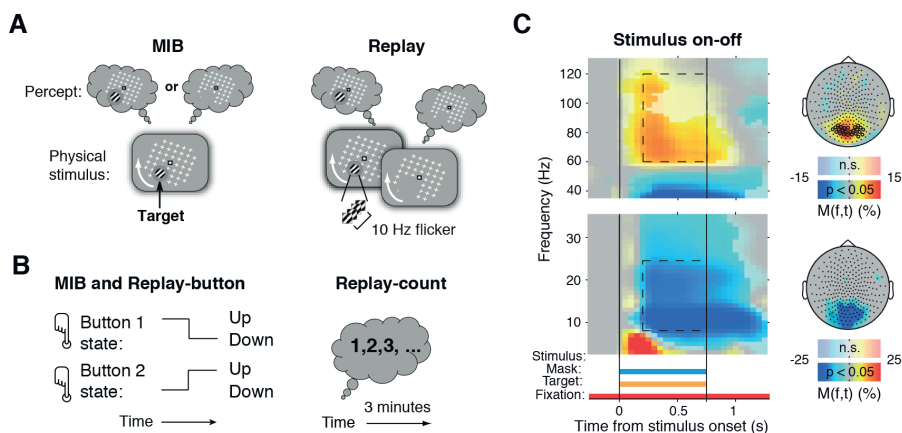 A
MIB
Replay
Percept:
or
Physical
stimulus:
Target
10 Hz flicker
B
MIB and Replay-button
Replay-count
Button 1
state:
Up
Down
Button 2
state:
Up
Down
Time
1,2,3, ...
3 minutes
Time
C
Stimulus on-off
Frequency (Hz)
120
100
80
60
40
30
20
10
Stimulus:
Mask:
Target:
Fixation:
0
0.5
1
Time from stimulus onset (s)
n.s.
-15
15
p < 0.05
M(f,t) (%)
n.s.
-25
25
p < 0.05
M(f,t) (%)